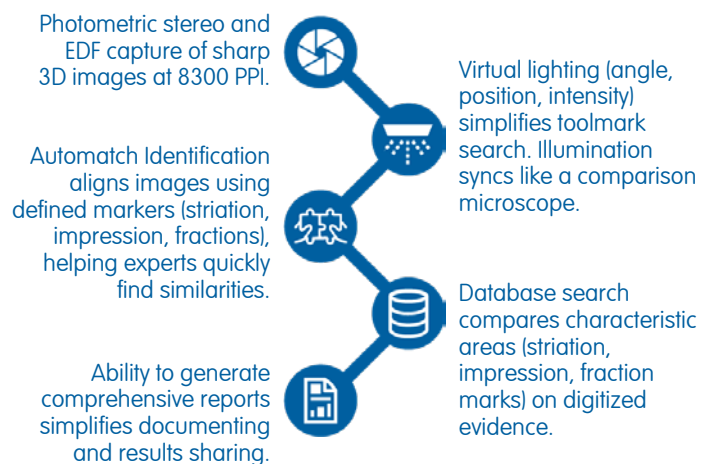 Photometric stereo and
EDF capture of sharp
3D images at 8300 PPI.
Virtual lighting (angle,
position, intensity)
simplifies toolmark
search. Illumination
syncs like a comparison
microscope.
Automatch Identification
aligns images using
defined markers (striation,
impression, fractions),
helping experts quickly
find similarities.
Database search
compares characteristic
areas (striation,
impression, fraction
marks) on digitized
evidence.
Ability to generate
comprehensive reports
simplifies documenting
and results sharing.